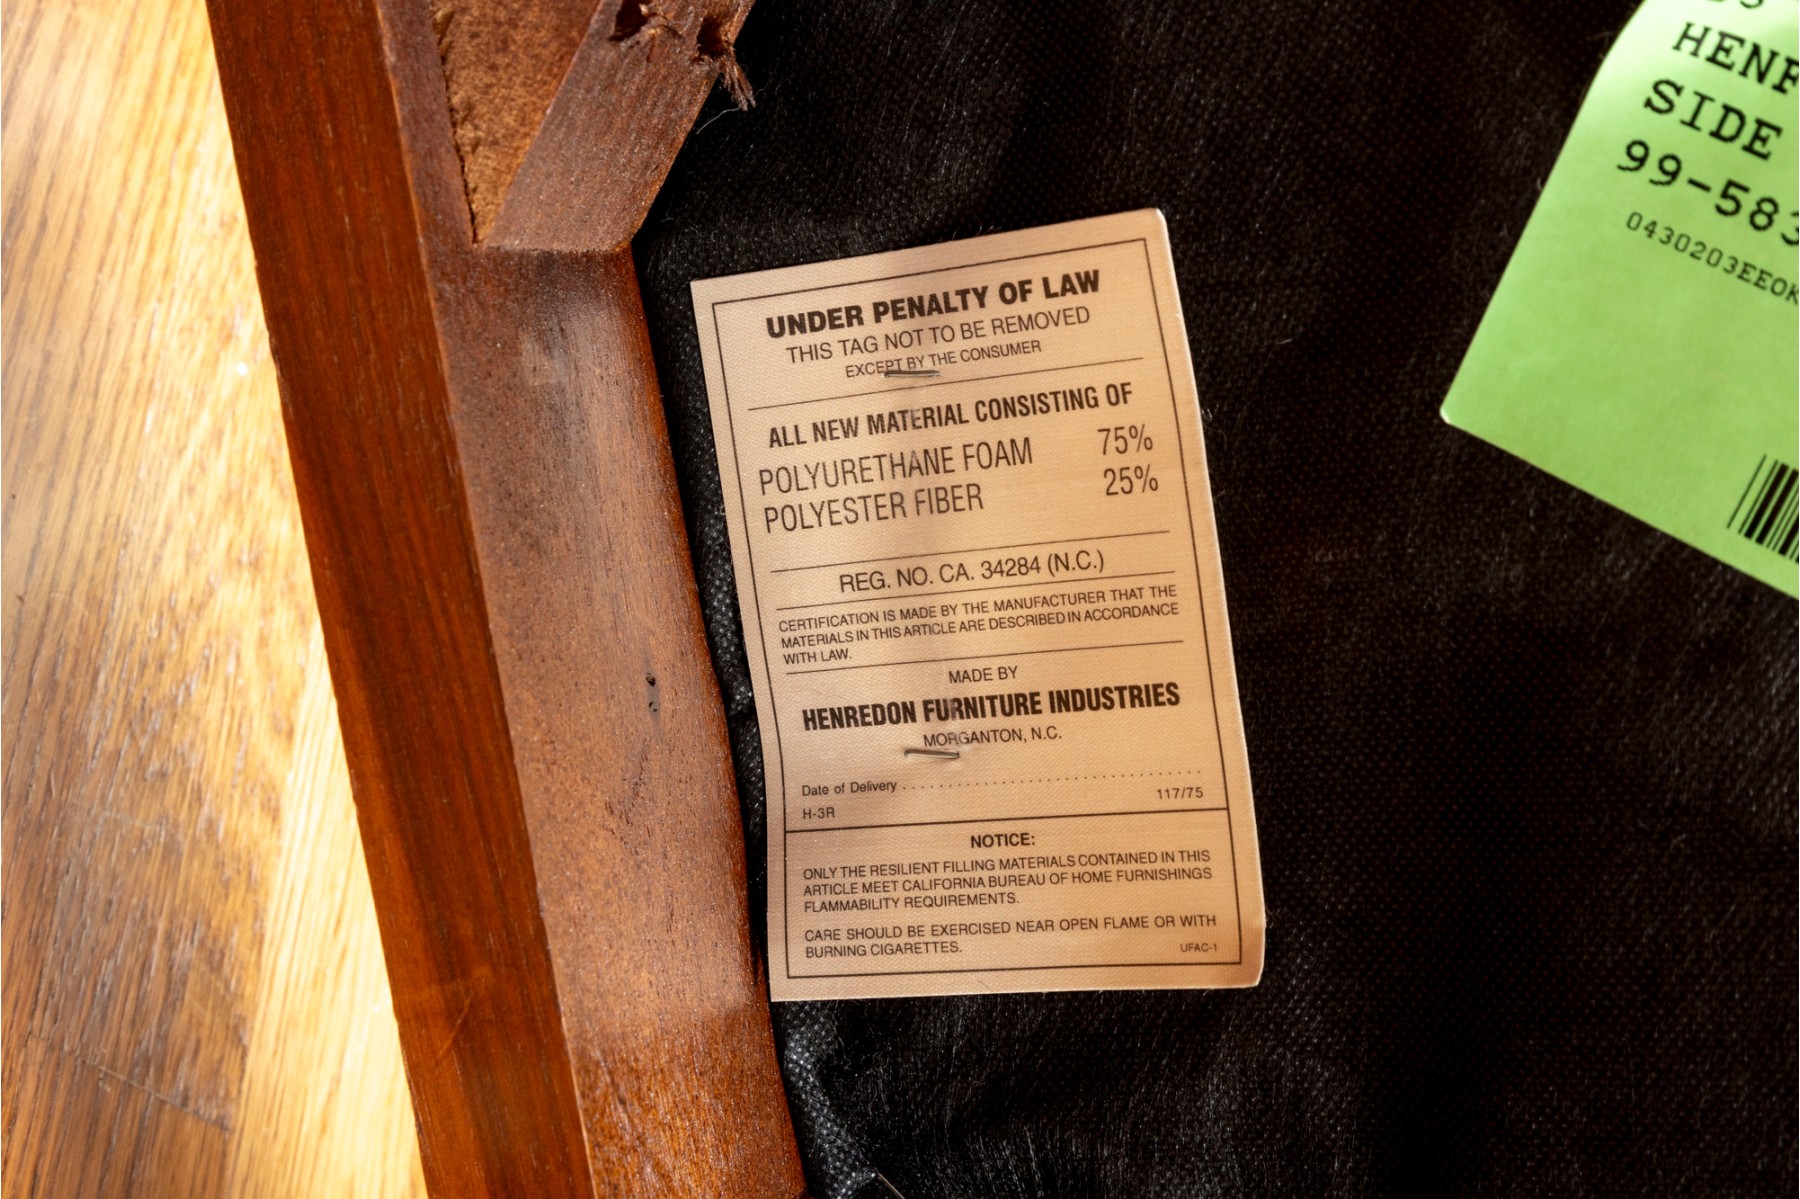 UNDER PENALTY OF LAW
THIS TAG NOT TO BE REMOVED
EXCEPT BY THE CONSUMER
ALL NEW MATERIAL CONSISTING OF
POLYURETHANE FOAM 75%
POLYESTER FIBER 25%
REG. NO. CA. 34284 (N.C.)
CERTIFICATION IS MADE BY THE MANUFACTURER THAT THE
MATERIALS IN THIS ARTICLE ARE DESCRIBED IN ACCORDANCE
WITH LAW.
MADE BY
HENREDON FURNITURE INDUSTRIES
MORGANTON, N.C.
Date of Delivery
H-3R 117/75
NOTICE:
ONLY THE RESILIENT FILLING MATERIALS CONTAINED IN THIS
ARTICLE MEET CALIFORNIA BUREAU OF HOME FURNISHINGS
FLAMMABILITY REQUIREMENTS.
CARE SHOULD BE EXERCISED NEAR OPEN FLAME OR WITH
BURNING CIGARETTES. UFAC-1
HENR
SIDE
99-583
0430203EEOK